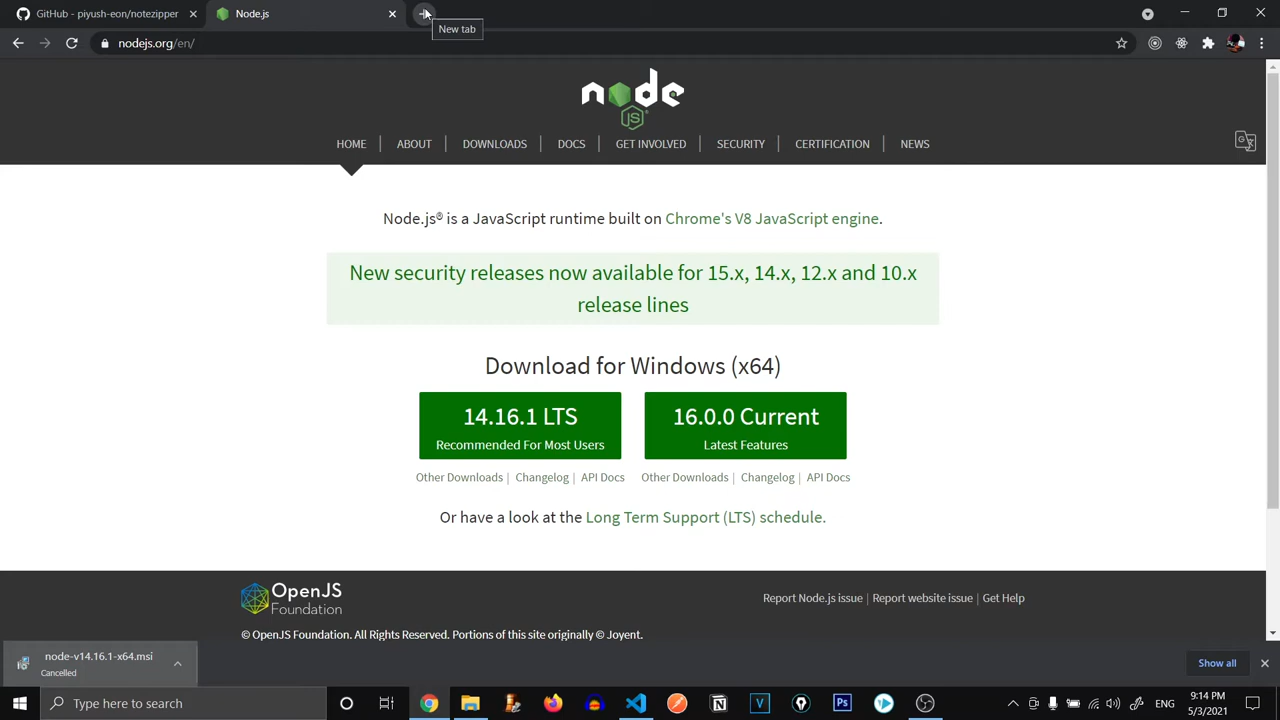 GitHub - piyush-eon/notezipper
Node.js
New tab
nodejs.org/en/
node
JS
HOME
ABOUT
DOWNLOADS
DOCS
GET INVOLVED
SECURITY
CERTIFICATION
NEWS
Node.js® is a JavaScript runtime built on Chrome's V8 JavaScript engine.
New security releases now available for 15.x, 14.x, 12.x and 10.x
release lines
Download for Windows (x64)
14.16.1 LTS
Recommended For Most Users
16.0.0 Current
Latest Features
Other Downloads | Changelog | API Docs
Other Downloads | Changelog | API Docs
Or have a look at the Long Term Support (LTS) schedule.
OpenJS
Foundation
Report Node.js issue | Report website issue | Get Help
© OpenJS Foundation. All Rights Reserved. Portions of this site originally © Joyent.
node-v14.16.1-x64.msi
Cancelled
Show all
Type here to search
Ps
ENG
9:14 PM
5/3/2021